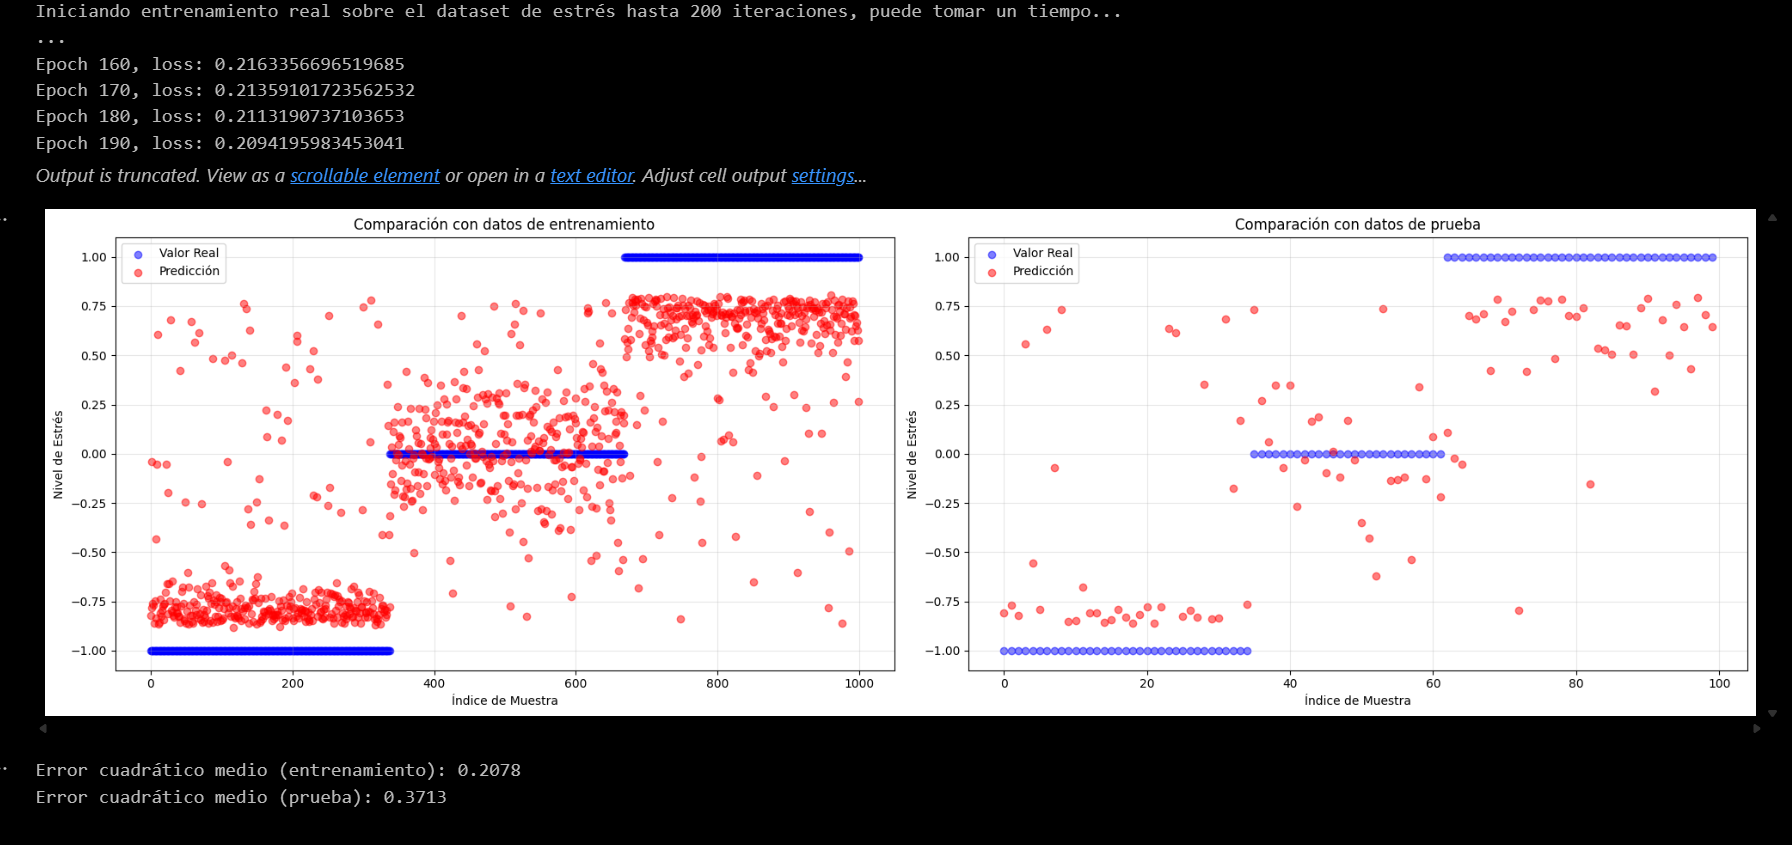 Iniciando entrenamiento real sobre el dataset de estrés hasta 200 iteraciones, puede tomar un tiempo...
...
Epoch 160, loss: 0.2163356696519685
Epoch 170, loss: 0.21359101723562532
Epoch 180, loss: 0.2113190737103653
Epoch 190, loss: 0.2094195983453041
Output is truncated. View as a scrollable element or open in a text editor. Adjust cell output settings...
Comparación con datos de entrenamiento
Valor Real
Predicción
1.00
0.75
0.50
0.25
0.00
−0.25
−0.50
−0.75
−1.00
Nivel de Estrés
0
200
400
600
800
1000
Índice de Muestra
Comparación con datos de prueba
Valor Real
Predicción
1.00
0.75
0.50
0.25
0.00
−0.25
−0.50
−0.75
−1.00
Nivel de Estrés
0
20
40
60
80
100
Índice de Muestra
Error cuadrático medio (entrenamiento): 0.2078
Error cuadrático medio (prueba): 0.3713